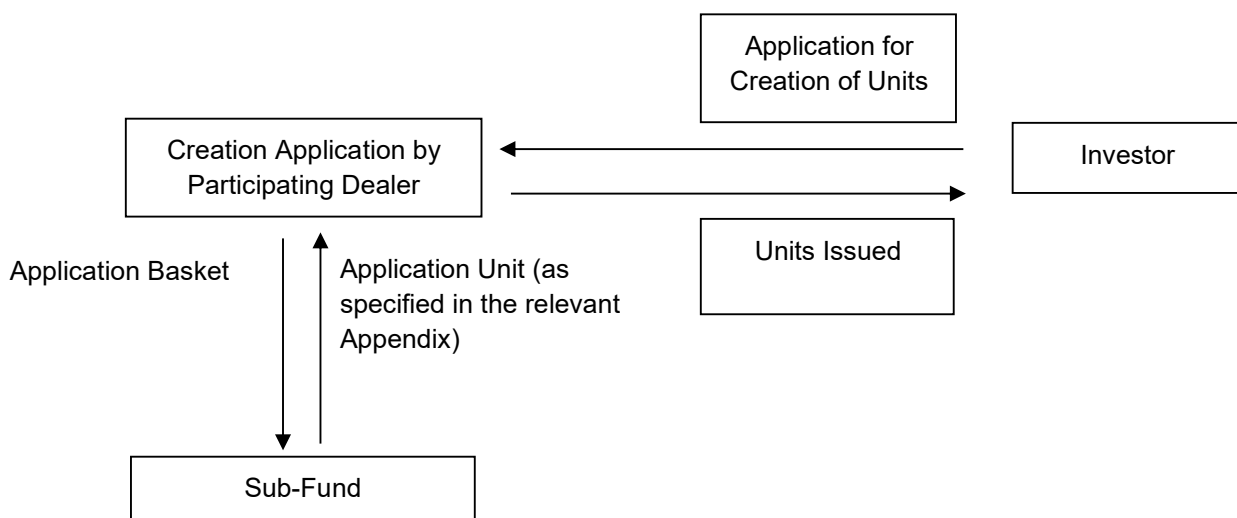 Application for
Creation of Units
Creation Application by
Participating Dealer
Investor
Units Issued
Application Basket
Application Unit (as
specified in the relevant
Appendix)
Sub-Fund